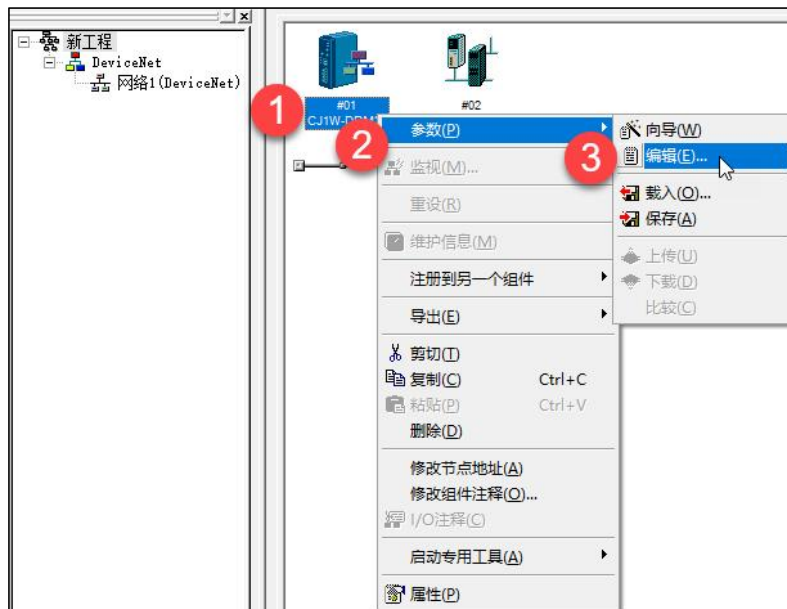 新工程
DeviceNet
网络1(DeviceNet)
#01
#02
1
2
3
参数(P)
监视(M)...
重设(R)
维护信息(M)
注册到另一个组件
导出(E)
剪切(T)
复制(C) Ctrl+C
粘贴(P) Ctrl+V
删除(D)
修改节点地址(A)
修改组件注释(O)...
I/O注释(C)
启动专用工具(A)
属性(P)
向导(W)
编辑(E)...
载入(O)...
保存(A)
上传(U)
下载(D)
比较(C)